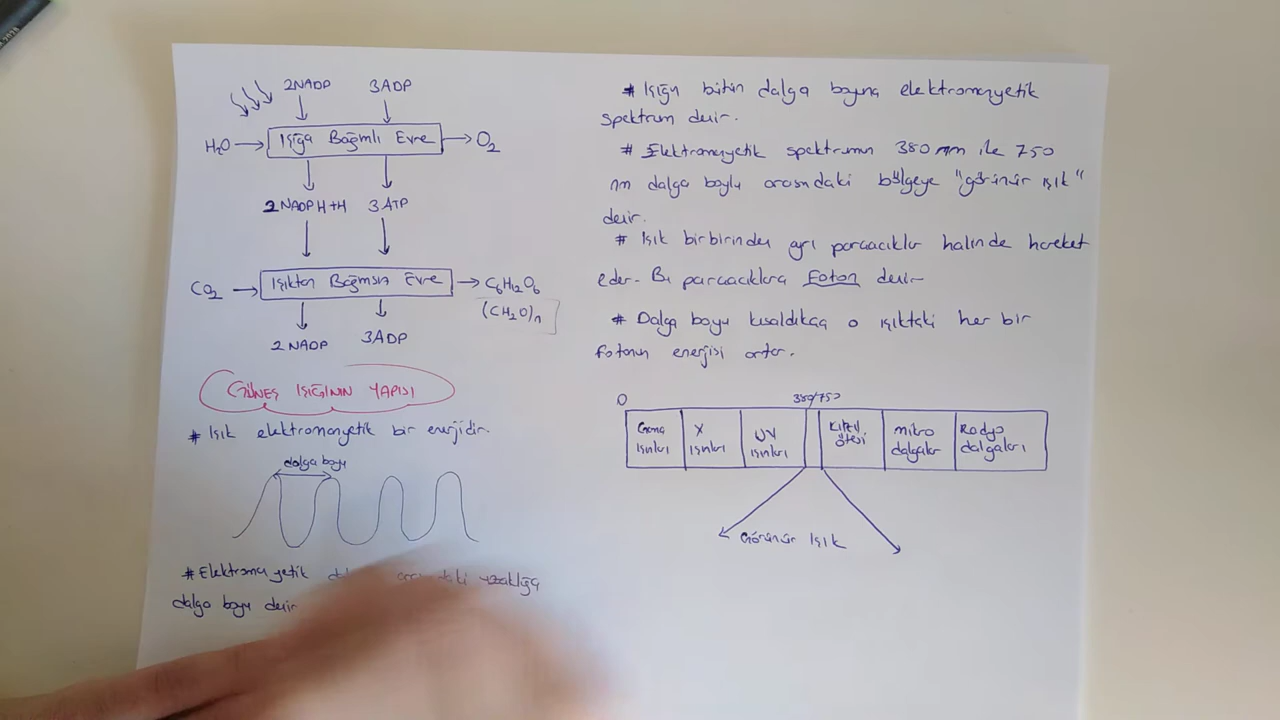 2NADP 3ADP
H₂O → Işığa Bağımlı Evre → O₂
2NADPH+H 3ATP
CO₂ → Işıktan Bağımsız Evre → C₆H₁₂O₆
(CH₂O)n
2NADP 3ADP
GÜNEŞ IŞIĞININ YAPISI
* Işık elektromanyetik bir enerjidir.
dalga boyu
* Elektromanyetik uzaklığa
dalga boyu denir
* Işığın bütün dalga boyuna elektromanyetik
spektrum denir.
* Elektromanyetik spektrumun 380 nm ile 750
nm dalga boylu arasındaki bölgeye "görünür ışık"
denir.
* Işık birbirinden ayrı parçacıklar halinde hareket
eder. Bu parçacıklara Foton denir
* Dalga boyu kısaldıkça o ışıktaki her bir
fotonun enerjisi artar.
0 380/750
Gama ışınları X ışınları UV ışınları Kızıl ötesi mikro dalgalar Radyo dalgaları
Görünür Işık